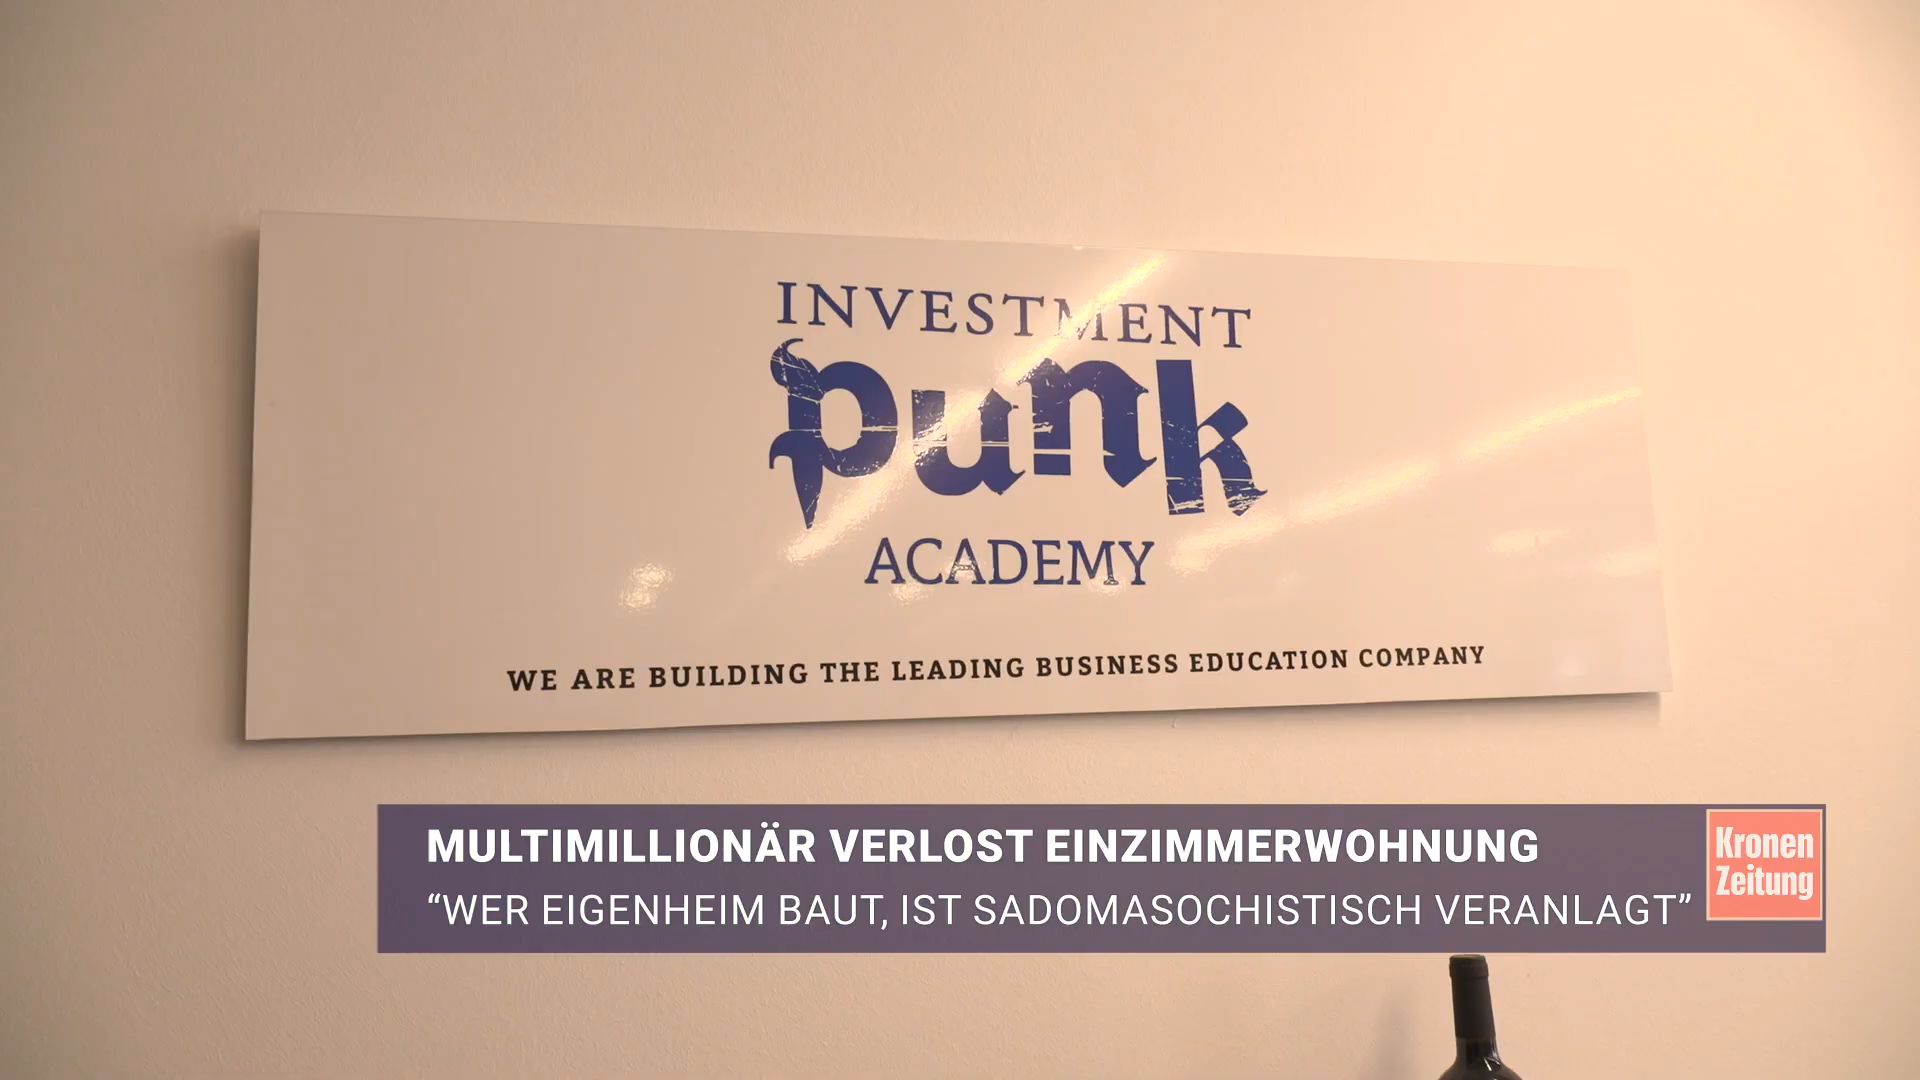 INVESTMENT
punk
ACADEMY
WE ARE BUILDING THE LEADING BUSINESS EDUCATION COMPANY
MULTIMILLIONÄR VERLOST EINZIMMERWOHNUNG
“WER EIGENHEIM BAUT, IST SADOMASOCHISTISCH VERANLAGT”
Kronen
Zeitung